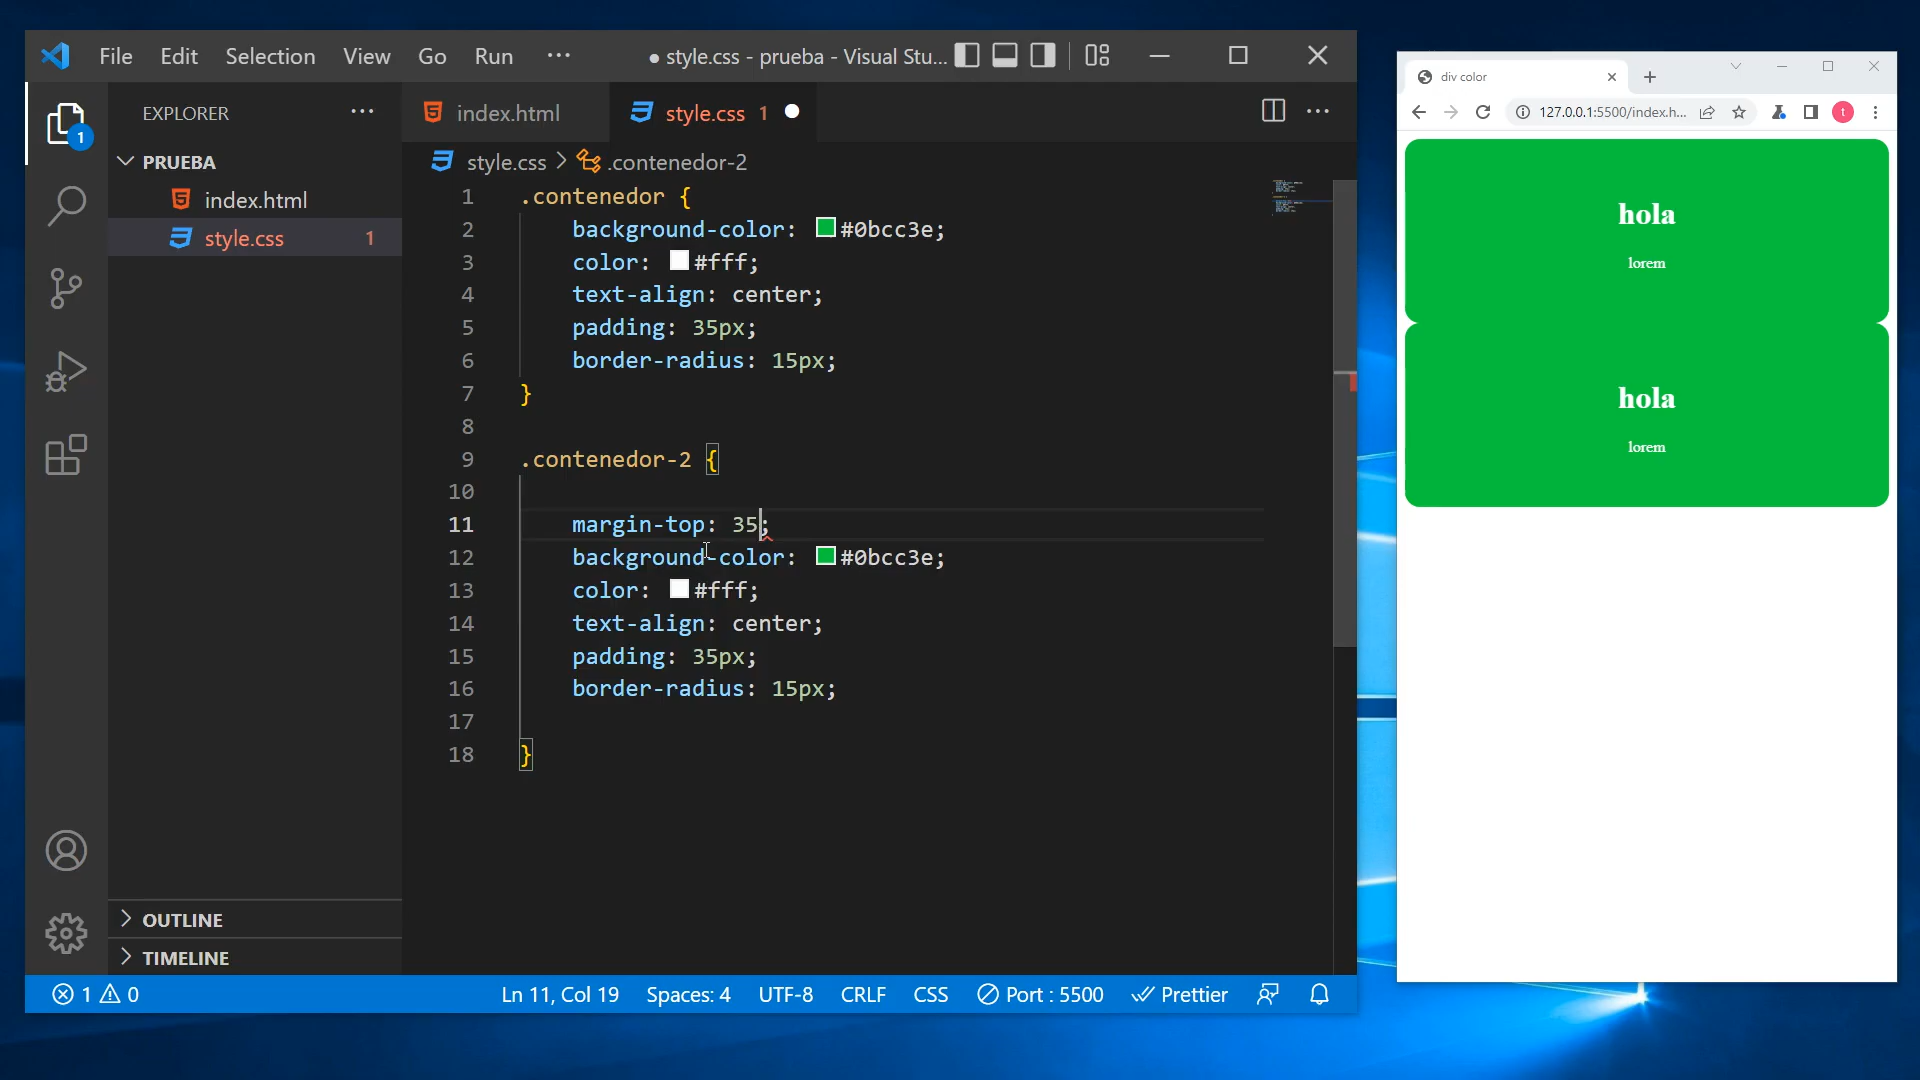 File Edit Selection View Go Run ··· ● style.css - prueba - Visual Stu...
EXPLORER ···
index.html
style.css 1
PRUEBA
style.css > .contenedor-2
index.html
style.css 1
1 .contenedor {
2 background-color: #0bcc3e;
3 color: #fff;
4 text-align: center;
5 padding: 35px;
6 border-radius: 15px;
7 }
8
9 .contenedor-2 {
10
11 margin-top: 35;
12 background-color: #0bcc3e;
13 color: #fff;
14 text-align: center;
15 padding: 35px;
16 border-radius: 15px;
17
18 }
1
OUTLINE
TIMELINE
1 0 Ln 11, Col 19 Spaces: 4 UTF-8 CRLF CSS Port : 5500 Prettier
div color
127.0.0.1:5500/index.h... t
hola
lorem
hola
lorem